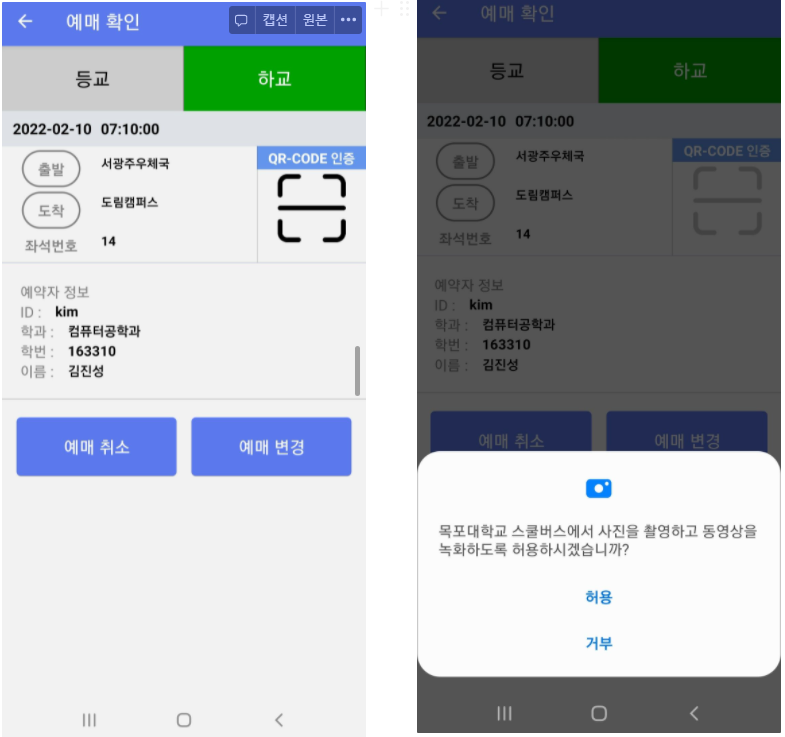 예매 확인
캡션 원본
등교 하교
2022-02-10 07:10:00
출발 서광주우체국
QR-CODE 인증
도착 도림캠퍼스
좌석번호 14
예약자 정보
ID : kim
학과 : 컴퓨터공학과
학번 : 163310
이름 : 김진성
예매 취소 예매 변경
예매 확인
등교 하교
2022-02-10 07:10:00
출발 서광주우체국
QR-CODE 인증
도착 도림캠퍼스
좌석번호 14
예약자 정보
ID : kim
학과 : 컴퓨터공학과
학번 : 163310
이름 : 김진성
예매 취소 예매 변경
목포대학교 스쿨버스에서 사진을 촬영하고 동영상을
녹화하도록 허용하시겠습니까?
허용
거부